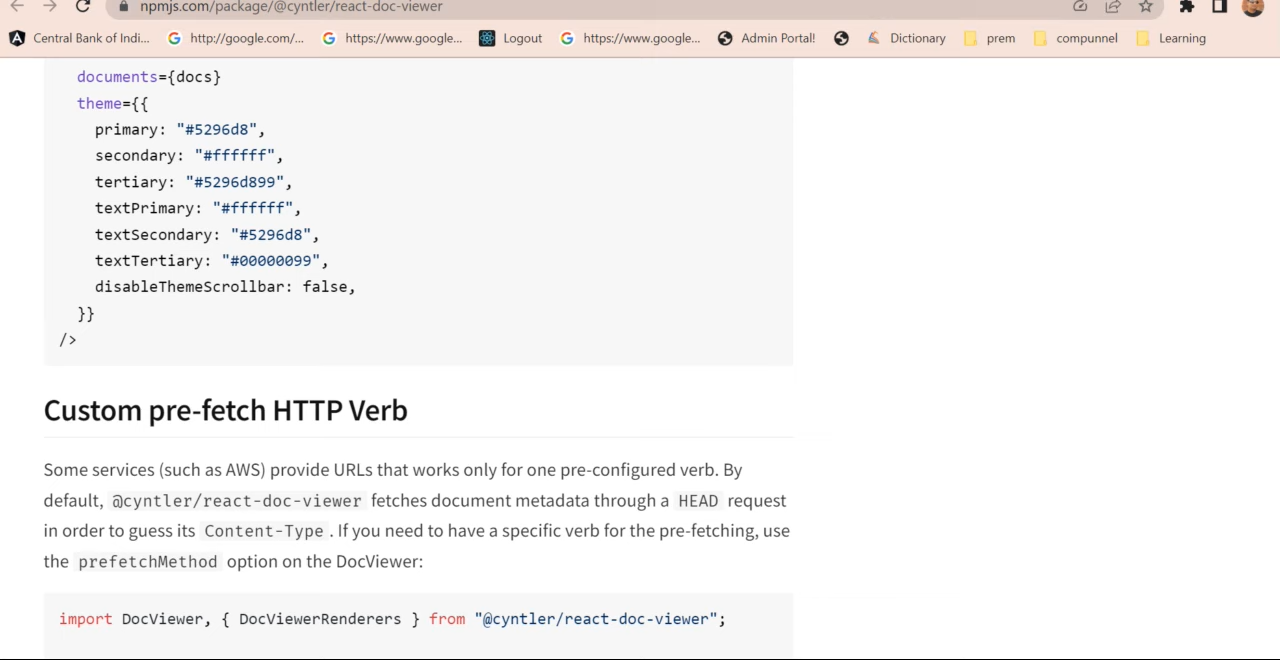 npmjs.com/package/@cyntler/react-doc-viewer
Central Bank of Indi... http://google.com/... https://www.google... Logout https://www.google... Admin Portal! Dictionary prem compunnel Learning
documents={docs}
theme={{
primary: "#5296d8",
secondary: "#ffffff",
tertiary: "#5296d899",
textPrimary: "#ffffff",
textSecondary: "#5296d8",
textTertiary: "#00000099",
disableThemeScrollbar: false,
}}
/>
Custom pre-fetch HTTP Verb
Some services (such as AWS) provide URLs that works only for one pre-configured verb. By
default, @cyntler/react-doc-viewer fetches document metadata through a HEAD request
in order to guess its Content-Type . If you need to have a specific verb for the pre-fetching, use
the prefetchMethod option on the DocViewer:
import DocViewer, { DocViewerRenderers } from "@cyntler/react-doc-viewer";